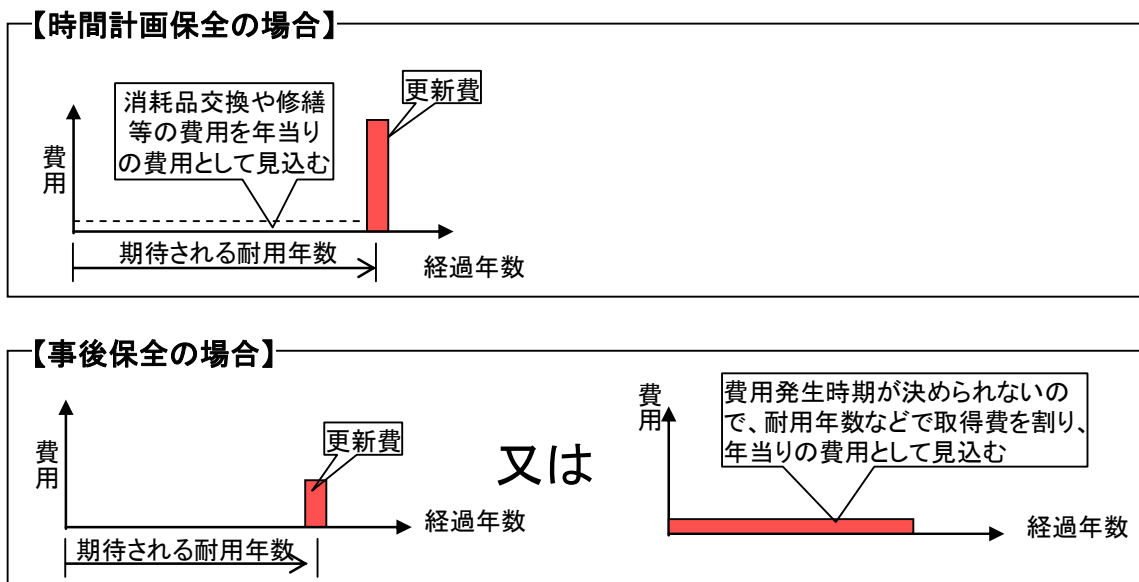 【時間計画保全の場合】
消耗品交換や修繕
等の費用を年当り
の費用として見込む
更新費
費用
期待される耐用年数
経過年数
【事後保全の場合】
費用
更新費
期待される耐用年数
経過年数
又は
費用
費用発生時期が決められないの
で、耐用年数などで取得費を割り、
年当りの費用として見込む
経過年数